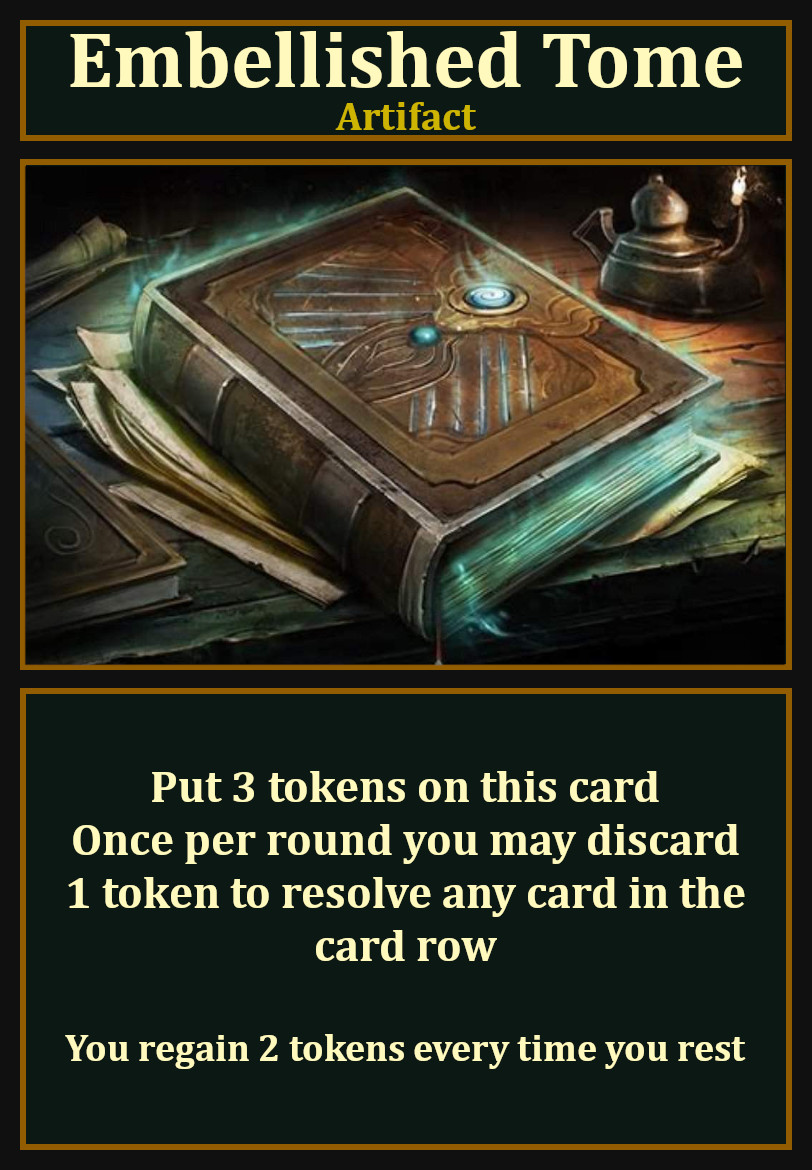 Embellished Tome
Artifact
Put 3 tokens on this card
Once per round you may discard
1 token to resolve any card in the
card row
You regain 2 tokens every time you rest